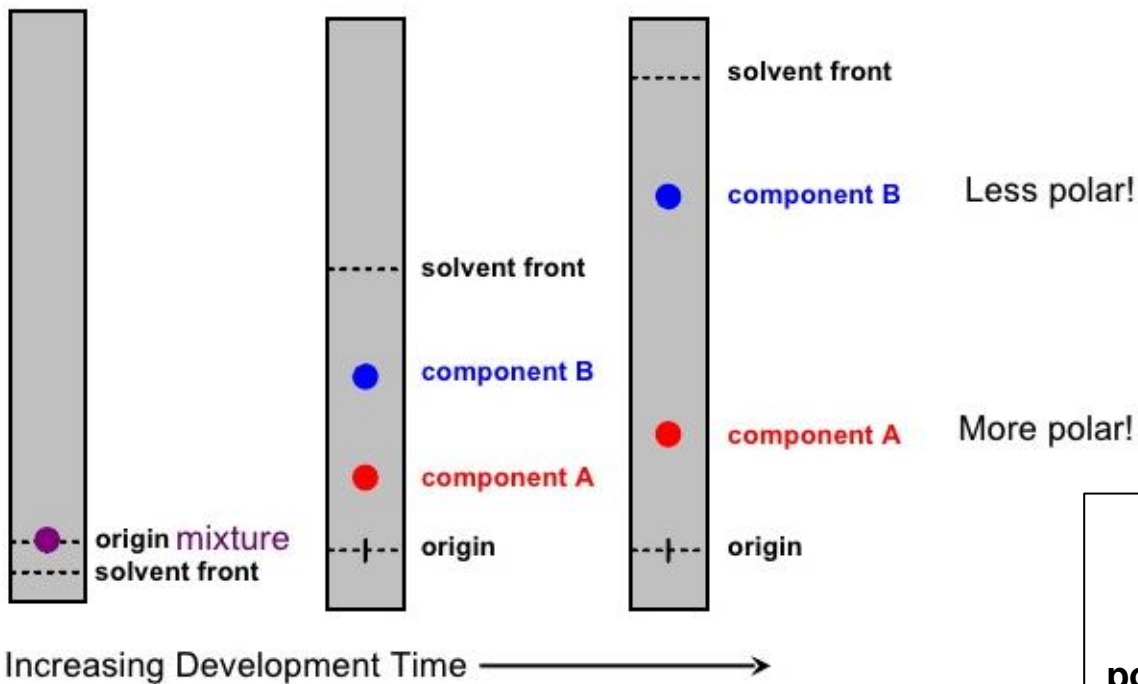 origin mixture
solvent front
solvent front
component B
component A
origin
solvent front
component B Less polar!
component A More polar!
origin
Increasing Development Time